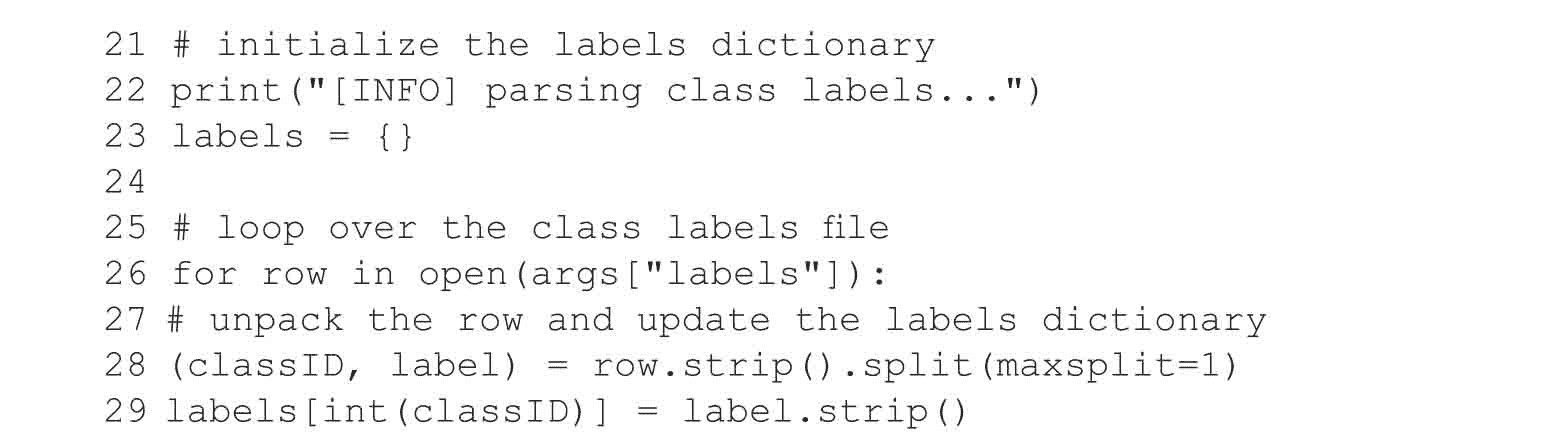 21 # initialize the labels dictionary
22 print("[INFO] parsing class labels...")
23 labels = {}
24
25 # loop over the class labels file
26 for row in open(args["labels"]):
27 # unpack the row and update the labels dictionary
28 (classID, label) = row.strip().split(maxsplit=1)
29 labels[int(classID)] = label.strip()